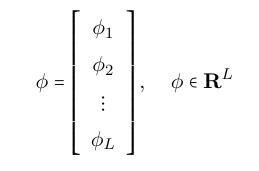 ϕ = [ ϕ₁ ϕ₂ ⋮ ϕ_L ], ϕ ∈ **R**^L